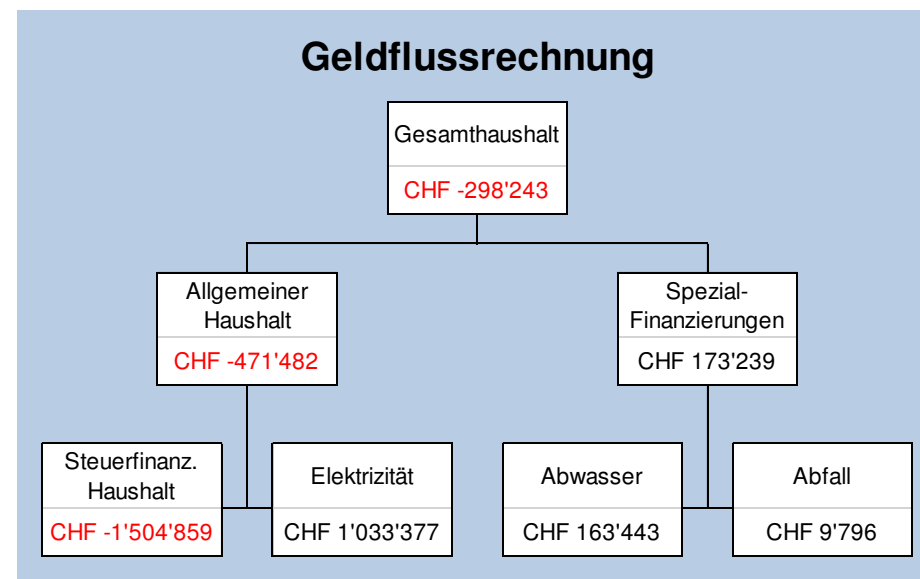 Geldflussrechnung
Gesamthaushalt
CHF -298'243
Allgemeiner
Haushalt
CHF -471'482
Spezial-
Finanzierungen
CHF 173'239
Steuerfinanz.
Haushalt
CHF -1'504'859
Elektrizität
CHF 1'033'377
Abwasser
CHF 163'443
Abfall
CHF 9'796